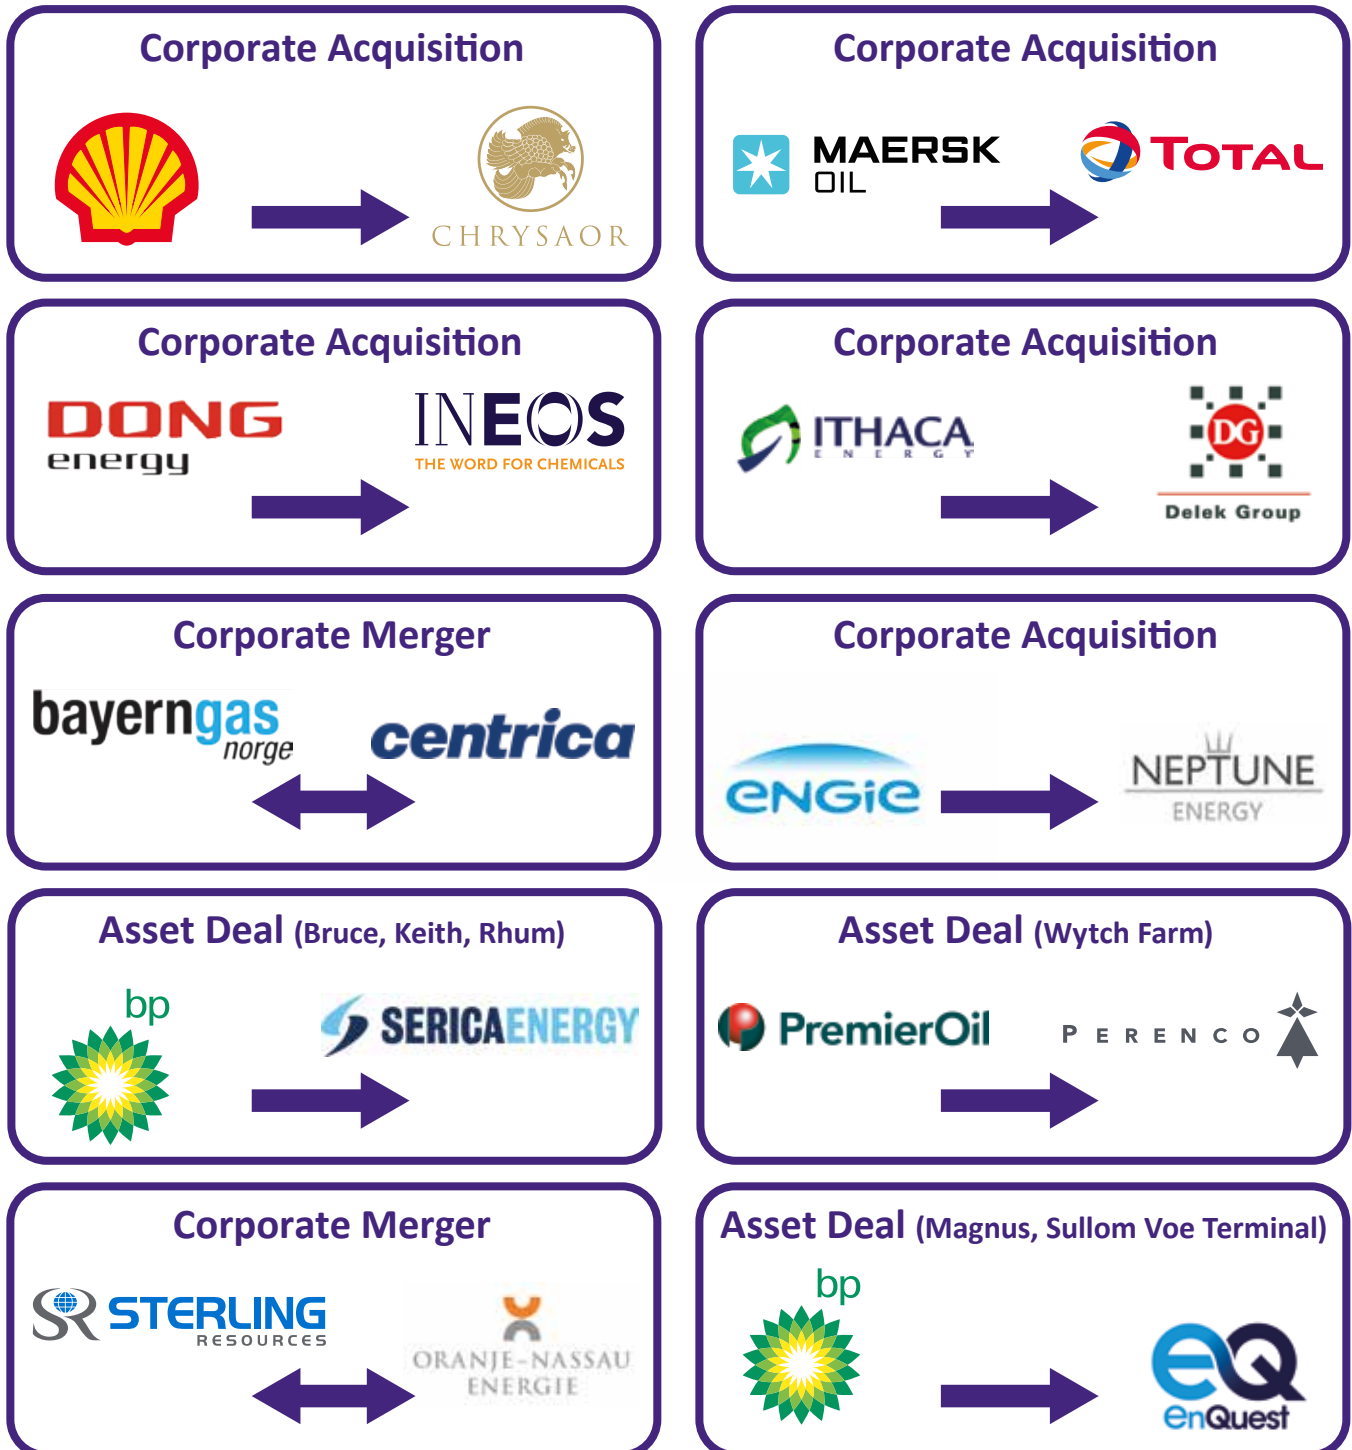 Corporate Acquisition
CHRYSAOR
Corporate Acquisition
MAERSK
OIL
TOTAL
Corporate Acquisition
DONG
energy
INEOS
THE WORD FOR CHEMICALS
Corporate Acquisition
ITHACA
ENERGY
DG
Delek Group
Corporate Merger
bayerngas
norge
centrica
Corporate Acquisition
ENGiE
NEPTUNE
ENERGY
Asset Deal (Bruce, Keith, Rhum)
bp
SERICAENERGY
Asset Deal (Wytch Farm)
PremierOil
PERENCO
Corporate Merger
SR STERLING
RESOURCES
ORANJE-NASSAU
ENERGIE
Asset Deal (Magnus, Sullom Voe Terminal)
bp
eQ
EnQuest